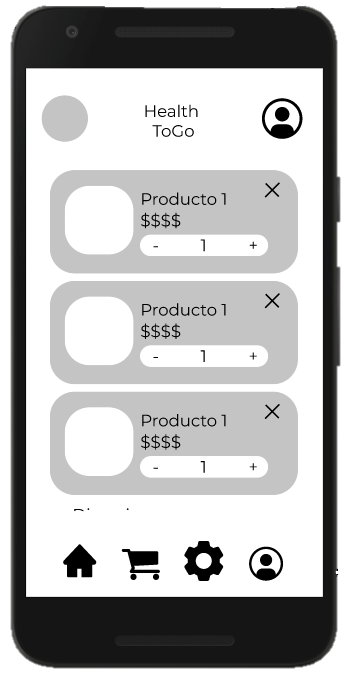 Health
ToGo
Producto 1
$$$$
- 1 +
Producto 1
$$$$
- 1 +
Producto 1
$$$$
- 1 +